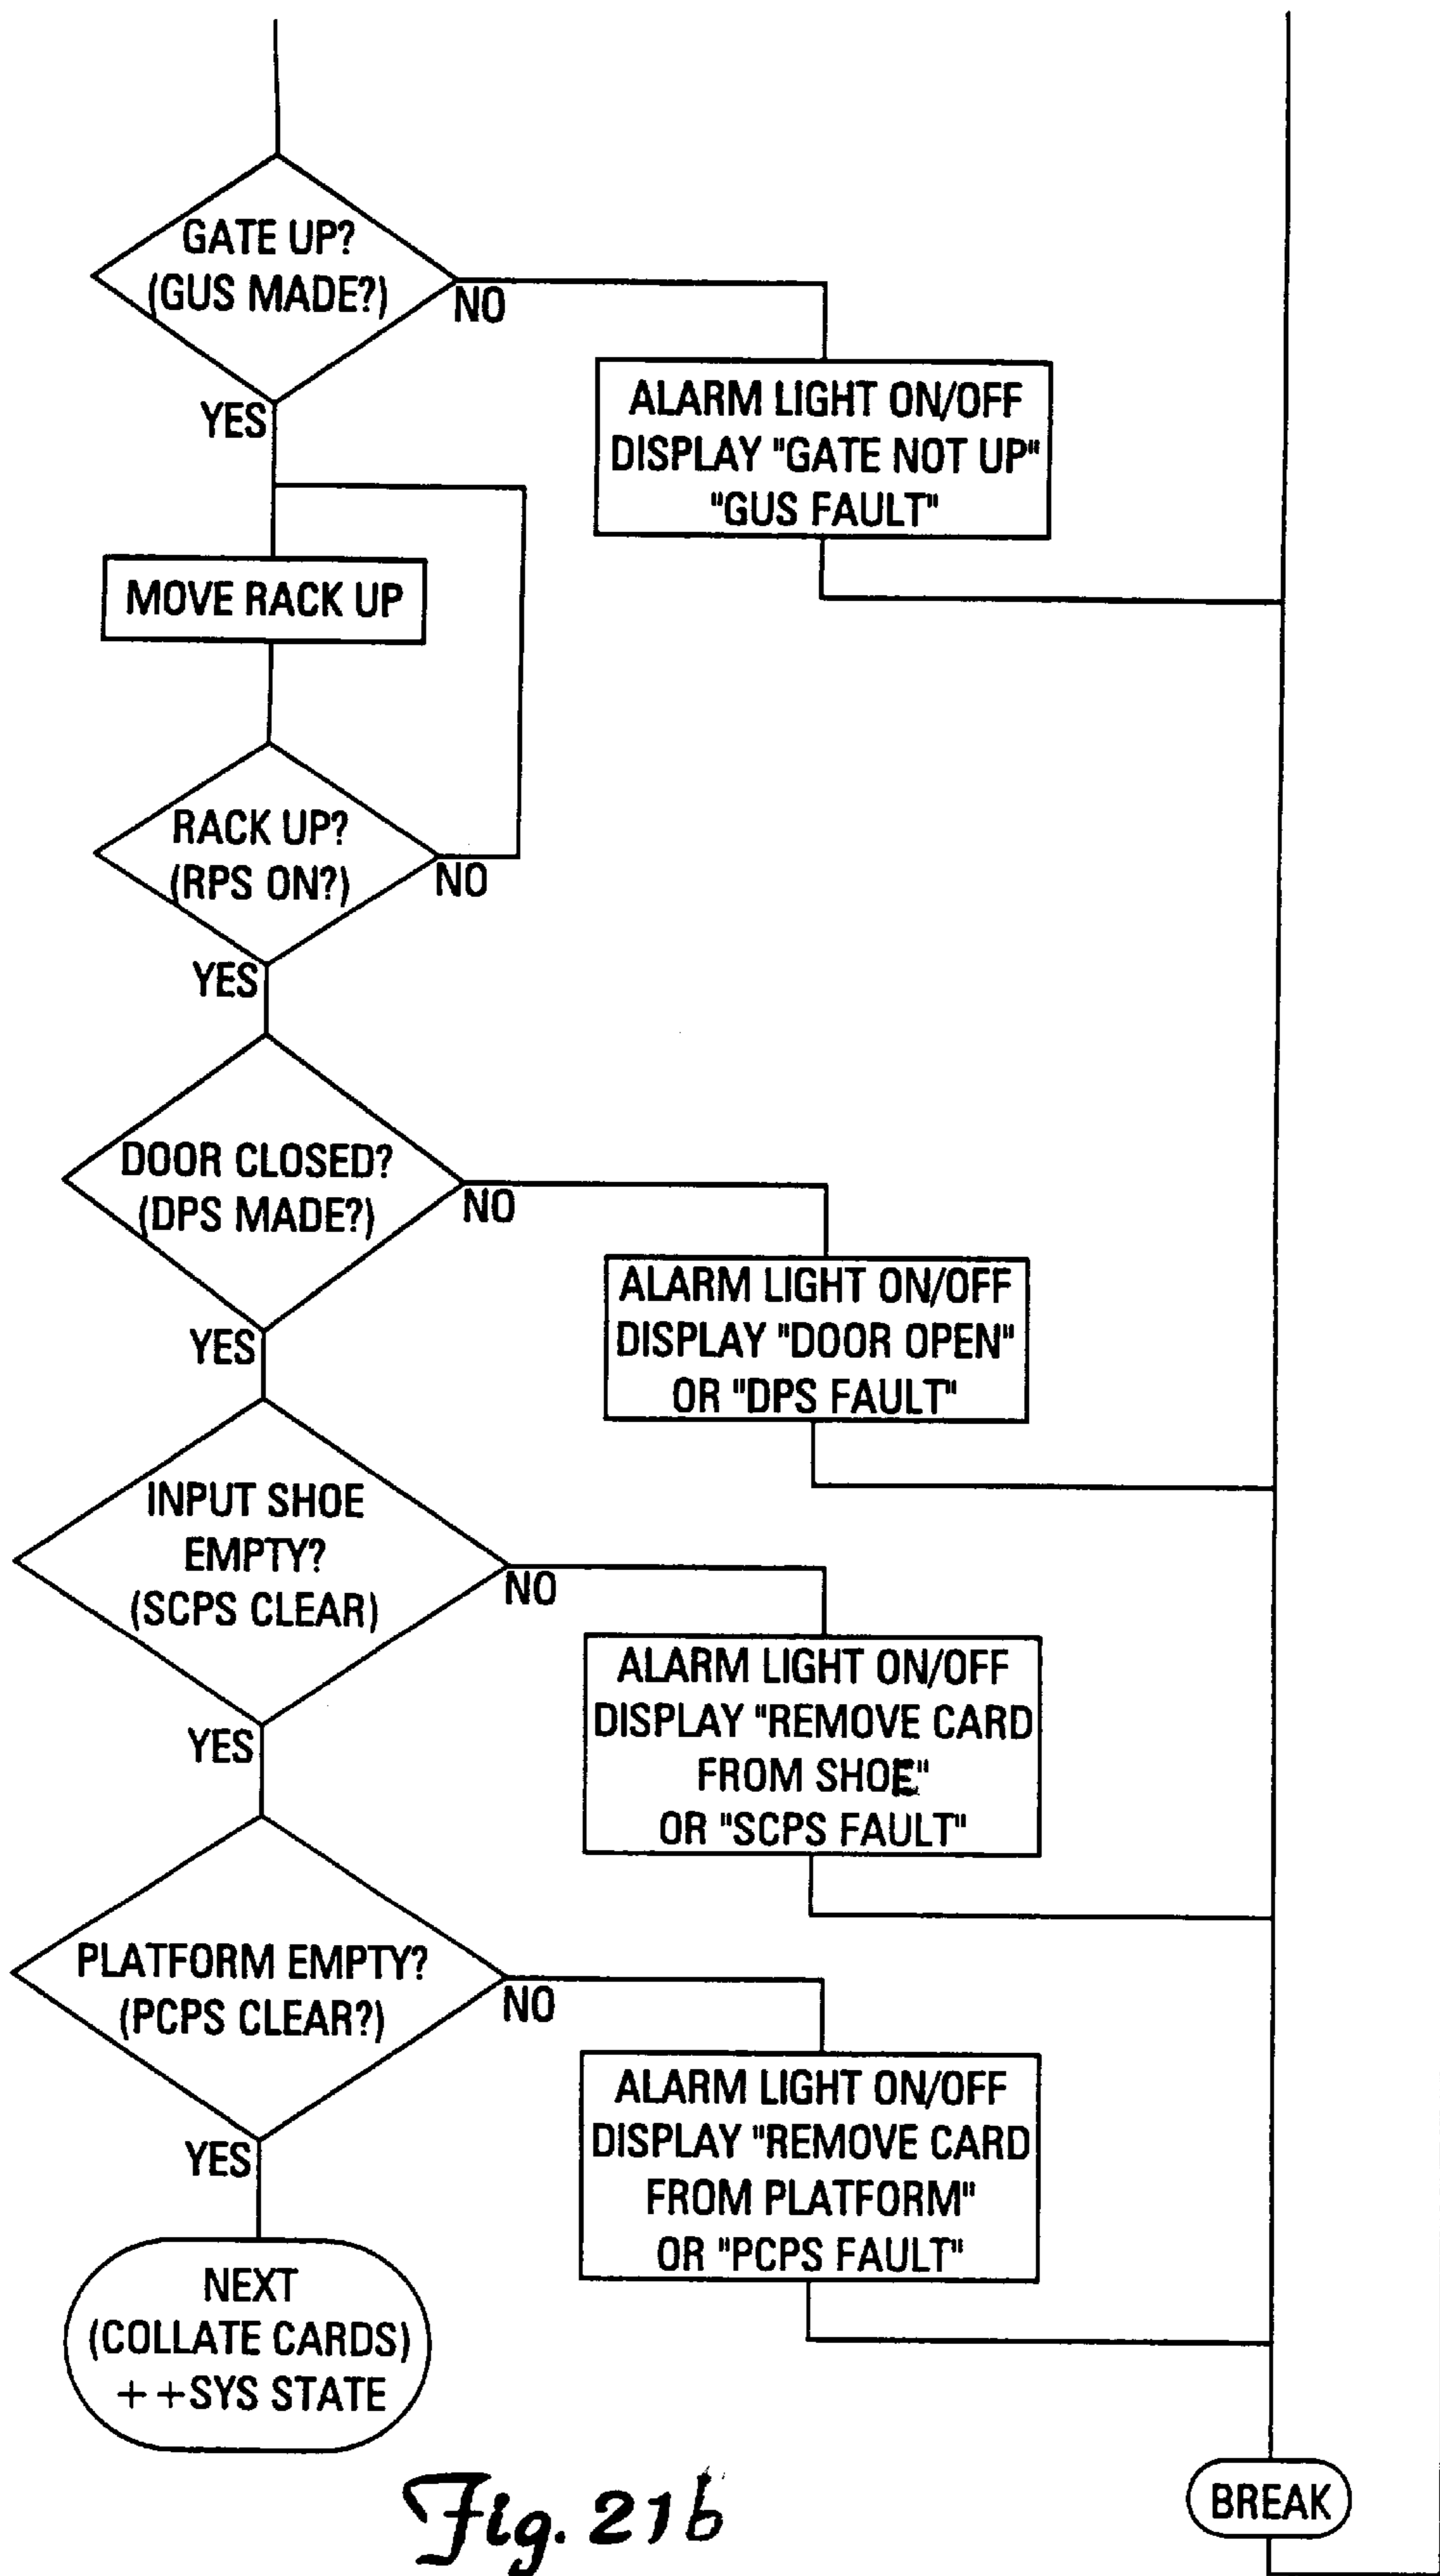 GATE UP?
(GUS MADE?)
NO
YES
ALARM LIGHT ON/OFF
DISPLAY "GATE NOT UP"
"GUS FAULT"
MOVE RACK UP
RACK UP?
(RPS ON?)
NO
YES
DOOR CLOSED?
(DPS MADE?)
NO
YES
ALARM LIGHT ON/OFF
DISPLAY "DOOR OPEN"
OR "DPS FAULT"
INPUT SHOE
EMPTY?
(SCPS CLEAR)
NO
YES
ALARM LIGHT ON/OFF
DISPLAY "REMOVE CARD
FROM SHOE"
OR "SCPS FAULT"
PLATFORM EMPTY?
(PCPS CLEAR?)
NO
YES
ALARM LIGHT ON/OFF
DISPLAY "REMOVE CARD
FROM PLATFORM"
OR "PCPS FAULT"
NEXT
(COLLATE CARDS)
++SYS STATE
BREAK
Fig. 21b